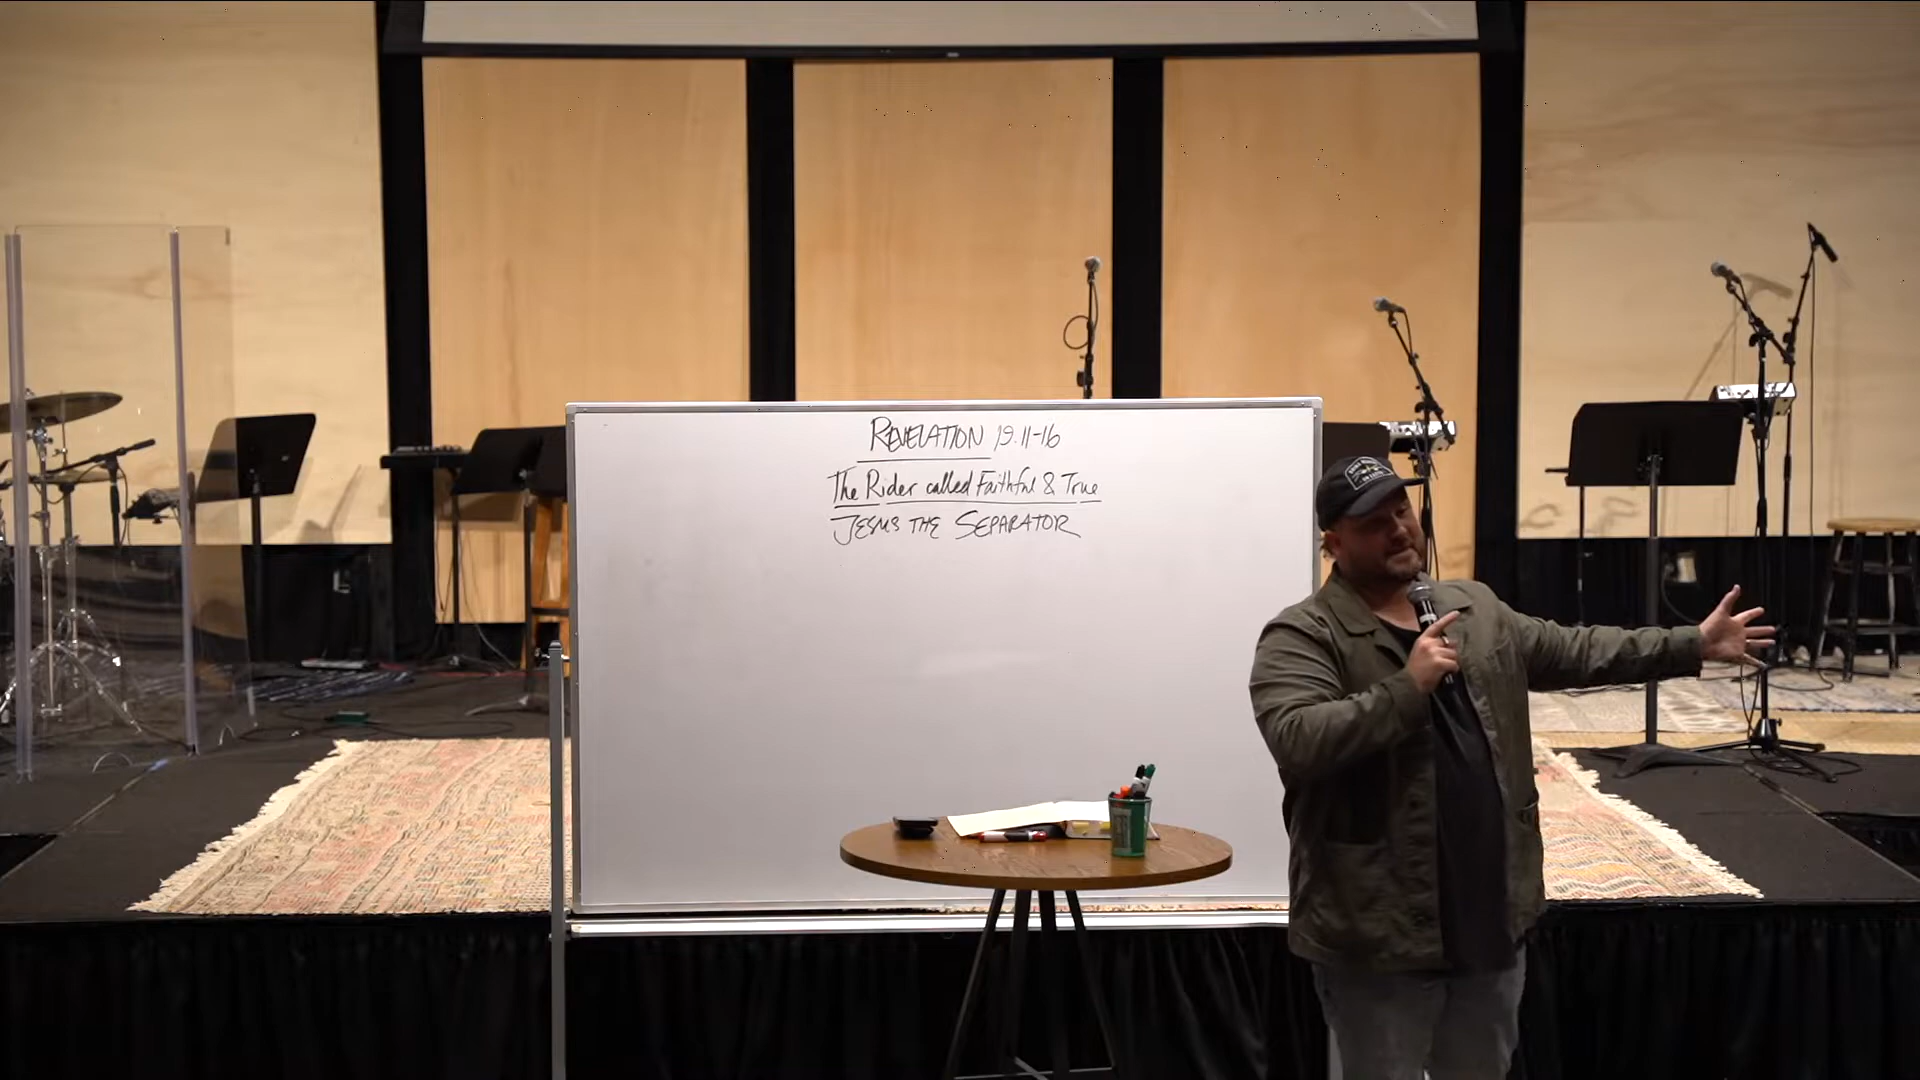 REVELATION 19.11-16
The Rider called Faithful & True
JESUS THE SEPARATOR